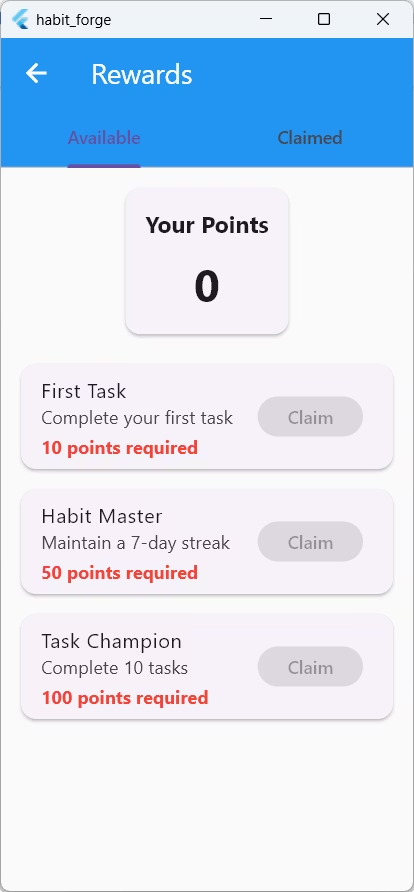 habit_forge
Rewards
Available
Claimed
Your Points
0
First Task
Complete your first task
10 points required
Claim
Habit Master
Maintain a 7-day streak
50 points required
Claim
Task Champion
Complete 10 tasks
100 points required
Claim